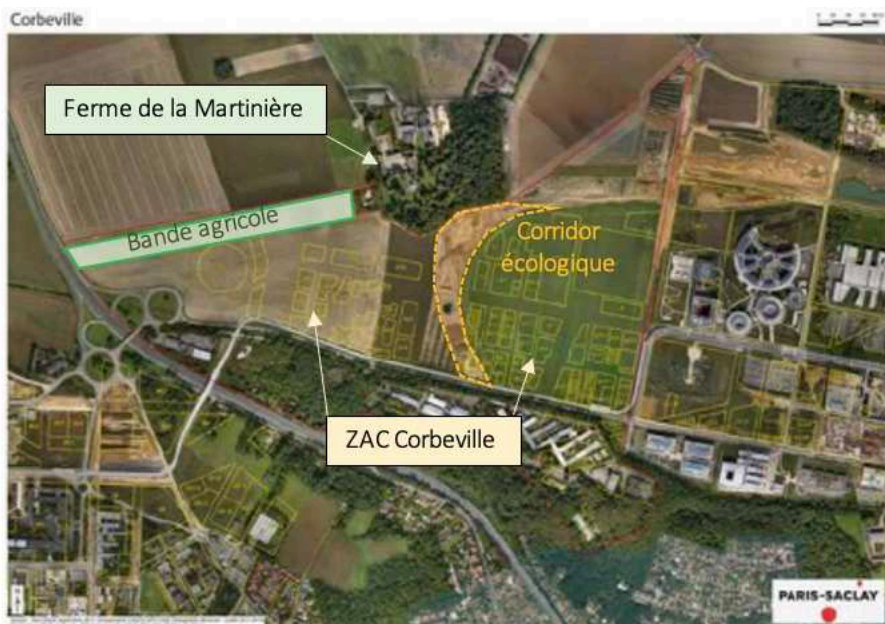 Corbeville
Ferme de la Martinière
Bande agricole
Corridor
écologique
ZAC Corbeville
PARIS-SACLAY